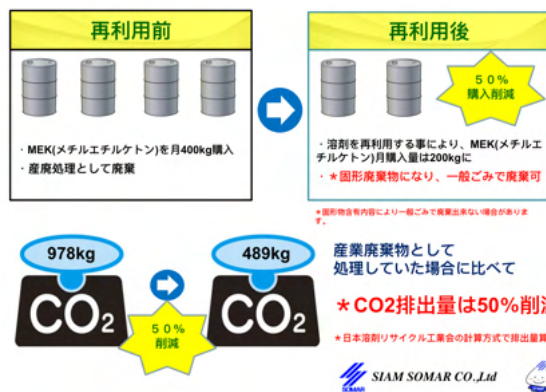 再利用前
・MEK(メチルエチルケトン)を月400kg購入
・産廃処理として廃棄
再利用後
50%
購入削減
・溶剤を再利用する事により、MEK(メチルエ
チルケトン)月購入量は200kgに
・＊固形廃棄物になり、一般ごみで廃棄可
＊固形物含有内容により一般ごみで廃棄出来ない場合がありま
す。
978kg
CO2
50%
削減
489kg
CO2
産業廃棄物として
処理していた場合に比べて
＊CO2排出量は50%削減
＊日本溶剤リサイクル工業会の計算方式で排出量算
SOMAR
SIAM SOMAR CO.,Ltd